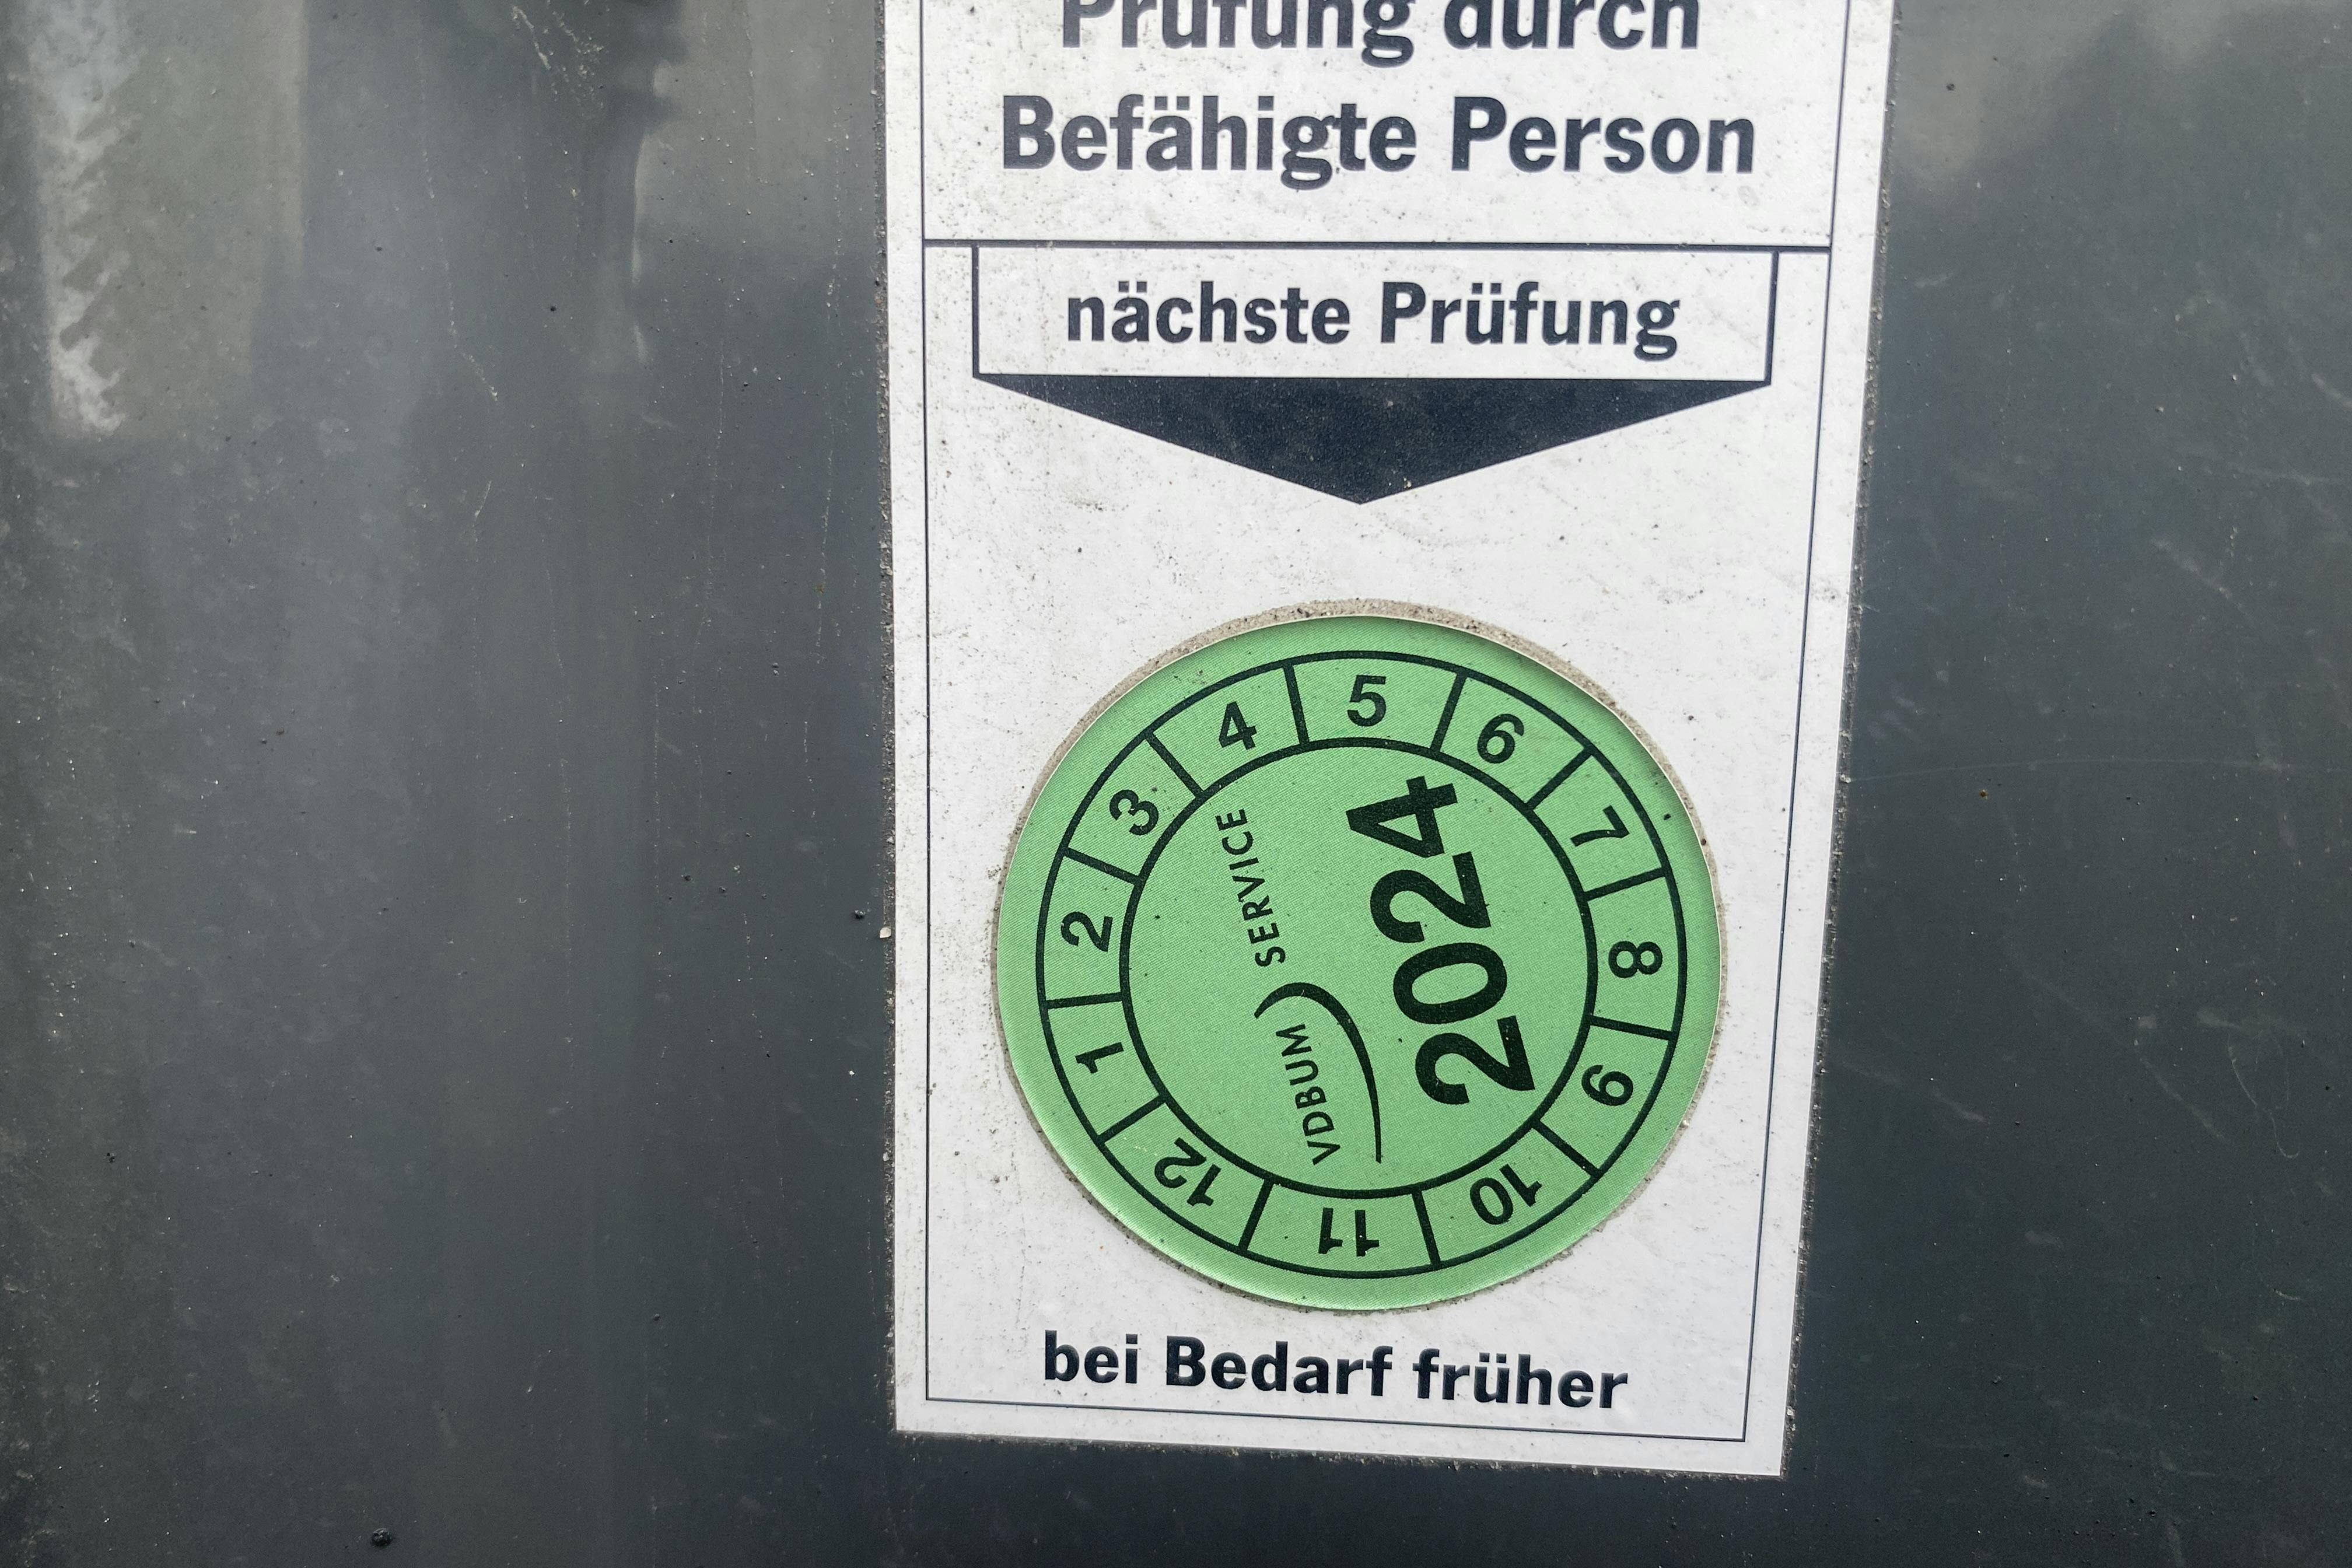 Prüfung durch
Befähigte Person
nächste Prüfung
1 2 3 4 5 6 7 8 9 10 11 12
VDBUM SERVICE
2024
bei Bedarf früher